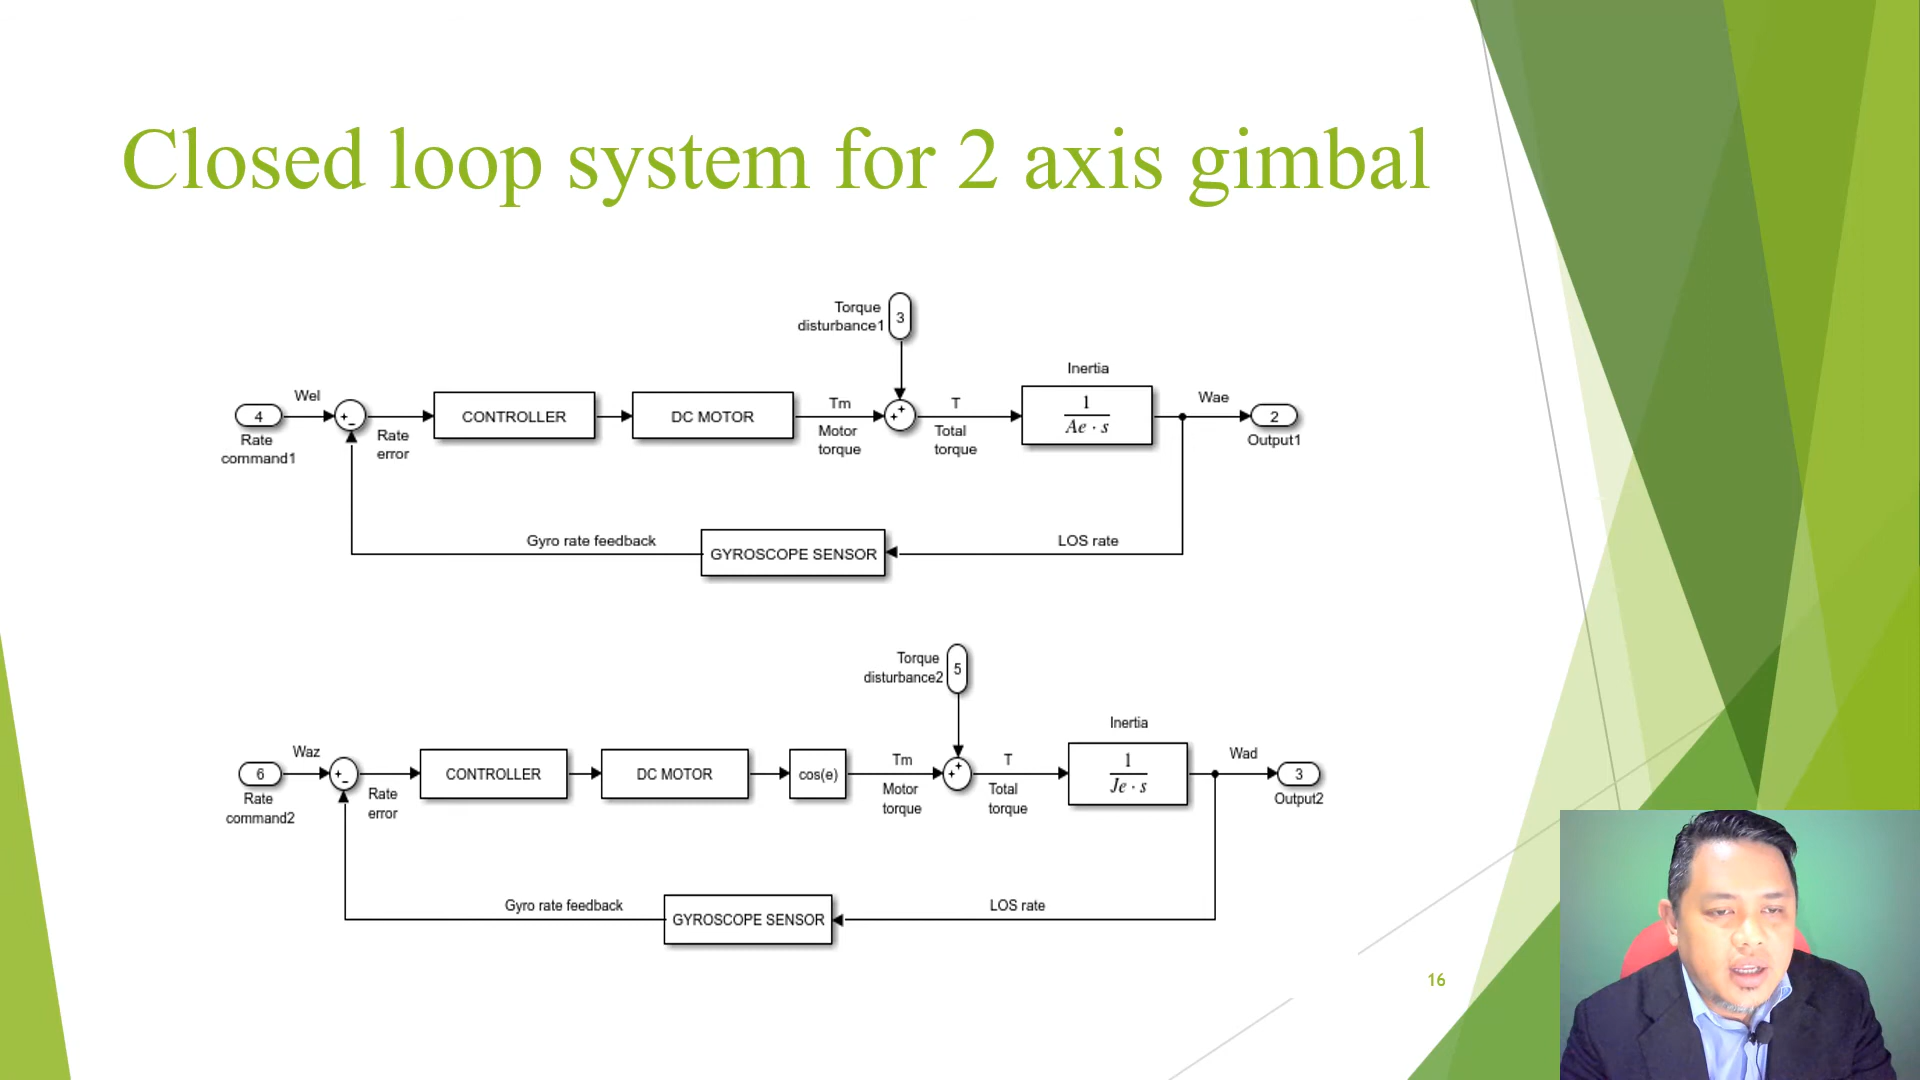 Closed loop system for 2 axis gimbal
Torque
disturbance1
3
Inertia
Wel
4
Rate
command1
+
-
Rate
error
CONTROLLER
DC MOTOR
Tm
Motor
torque
+
+
T
Total
torque
1
Ae · s
Wae
2
Output1
Gyro rate feedback
GYROSCOPE SENSOR
LOS rate
Torque
disturbance2
5
Inertia
Waz
6
Rate
command2
+
-
Rate
error
CONTROLLER
DC MOTOR
cos(e)
Tm
Motor
torque
+
+
T
Total
torque
1
Je · s
Wad
3
Output2
Gyro rate feedback
GYROSCOPE SENSOR
LOS rate
16